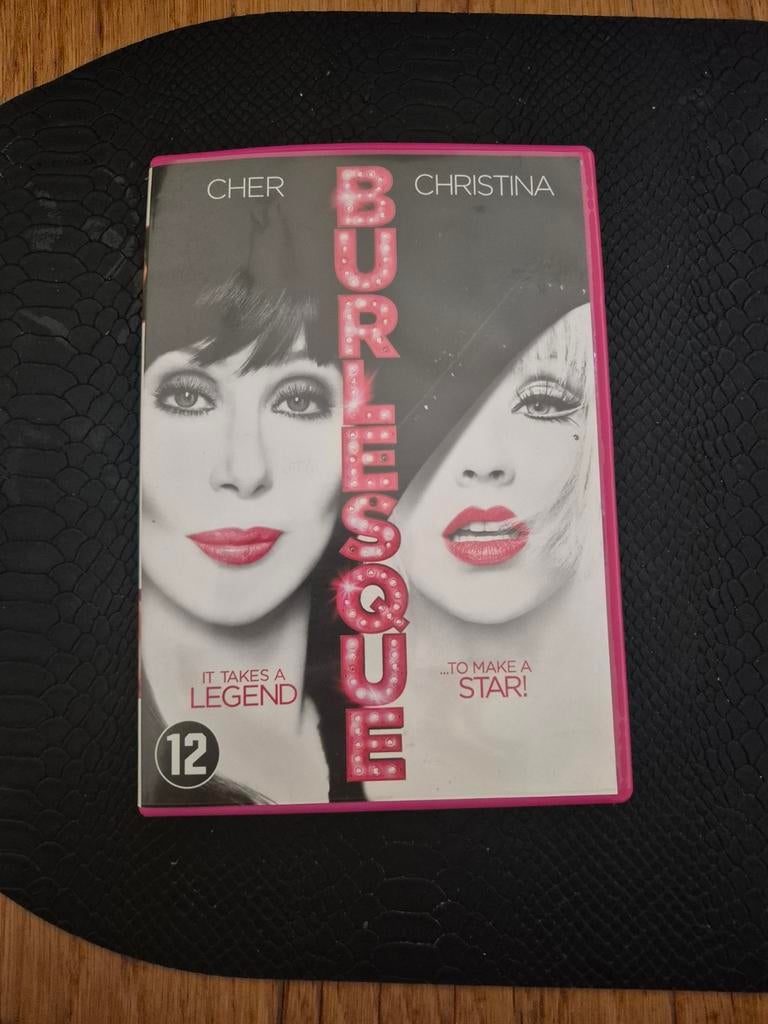 CHER
CHRISTINA
BURLESQUE
IT TAKES A
LEGEND
...TO MAKE A
STAR!
12